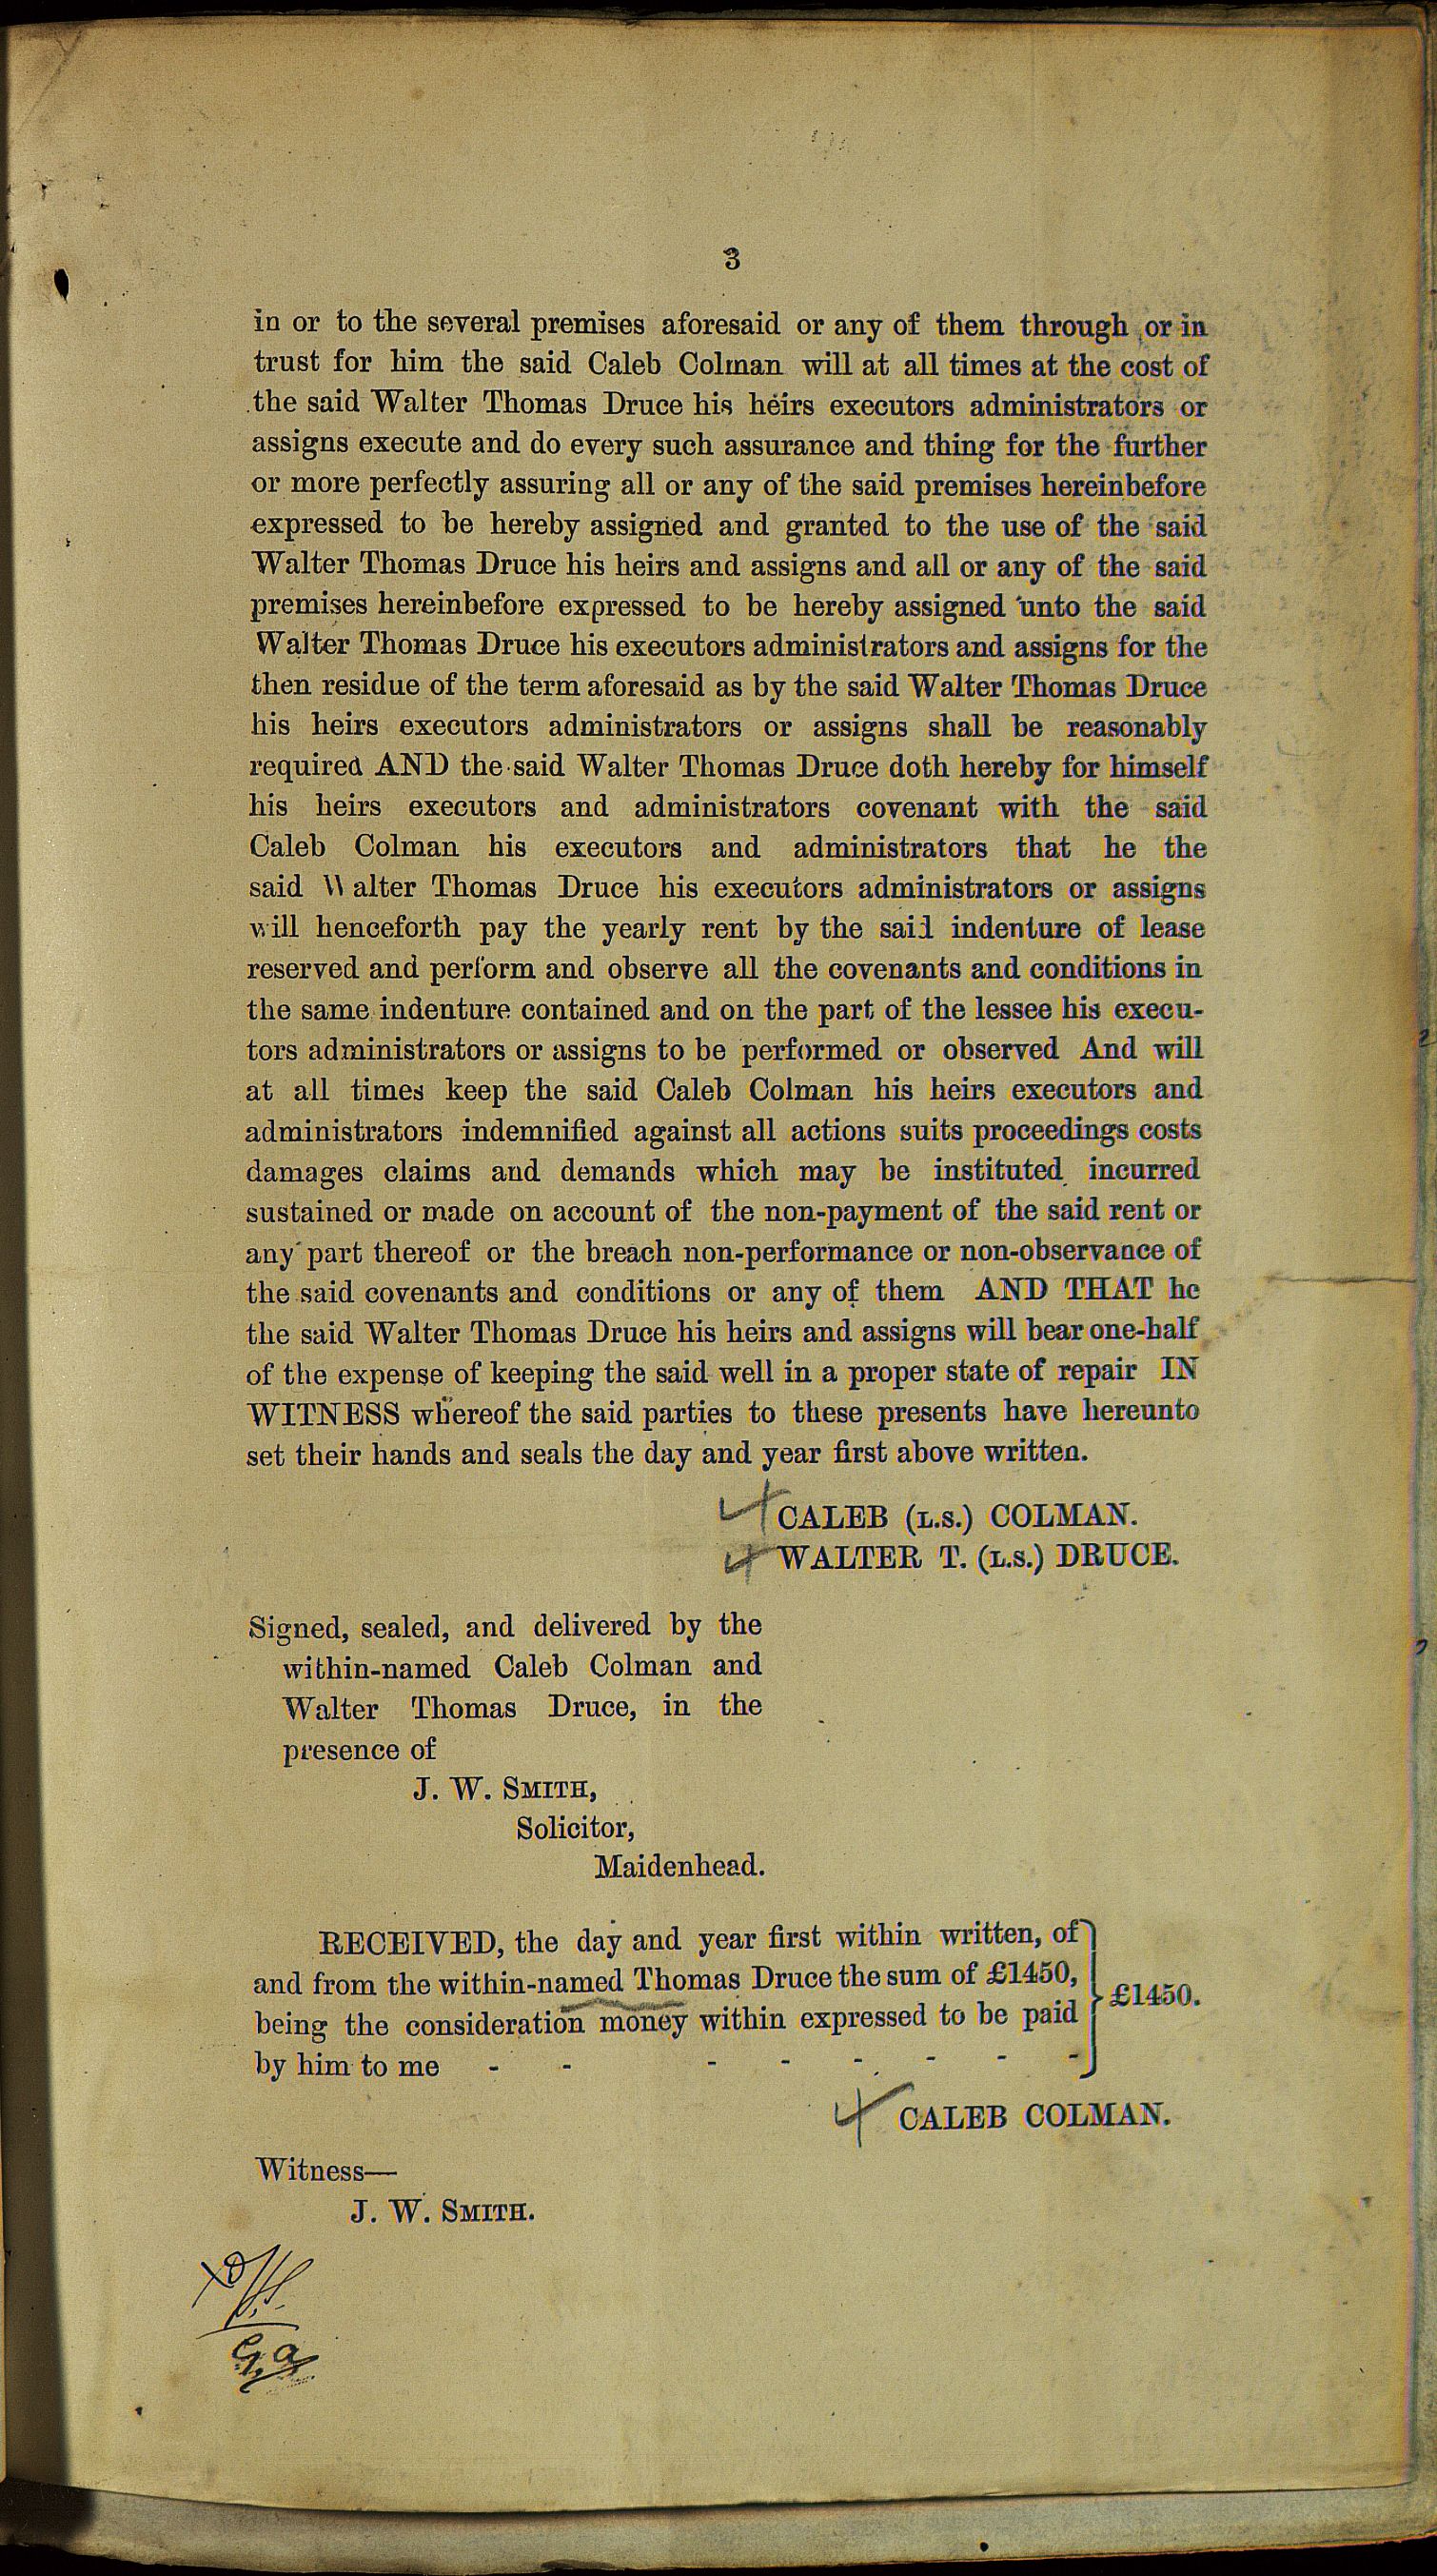 3
in or to the several premises aforesaid or any of them through or in
trust for him the said Caleb Colman will at all times at the cost of
the said Walter Thomas Druce his heirs executors administrators or
assigns execute and do every such assurance and thing for the further
or more perfectly assuring all or any of the said premises hereinbefore
expressed to be hereby assigned and granted to the use of the said
Walter Thomas Druce his heirs and assigns and all or any of the said
premises hereinbefore expressed to be hereby assigned unto the said
Walter Thomas Druce his executors administrators and assigns for the
then residue of the term aforesaid as by the said Walter Thomas Druce
his heirs executors administrators or assigns shall be reasonably
required AND the said Walter Thomas Druce doth hereby for himself
his heirs executors and administrators covenant with the said
Caleb Colman his executors and administrators that he the
said Walter Thomas Druce his executors administrators or assigns
will henceforth pay the yearly rent by the said indenture of lease
reserved and perform and observe all the covenants and conditions in
the same indenture contained and on the part of the lessee his execu-
tors administrators or assigns to be performed or observed And will
at all times keep the said Caleb Colman his heirs executors and
administrators indemnified against all actions suits proceedings costs
damages claims and demands which may be instituted incurred
sustained or made on account of the non-payment of the said rent or
any part thereof or the breach non-performance or non-observance of
the said covenants and conditions or any of them AND THAT he
the said Walter Thomas Druce his heirs and assigns will bear one-half
of the expense of keeping the said well in a proper state of repair IN
WITNESS whereof the said parties to these presents have hereunto
set their hands and seals the day and year first above written.
CALEB (L.S.) COLMAN.
WALTER T. (L.S.) DRUCE.
Signed, sealed, and delivered by the
within-named Caleb Colman and
Walter Thomas Druce, in the
presence of
J. W. SMITH,
Solicitor,
Maidenhead.
RECEIVED, the day and year first within written, of
and from the within-named Thomas Druce the sum of £1450,
being the consideration money within expressed to be paid
by him to me - - - - - - - -
£1450.
CALEB COLMAN.
Witness—
J. W. SMITH.